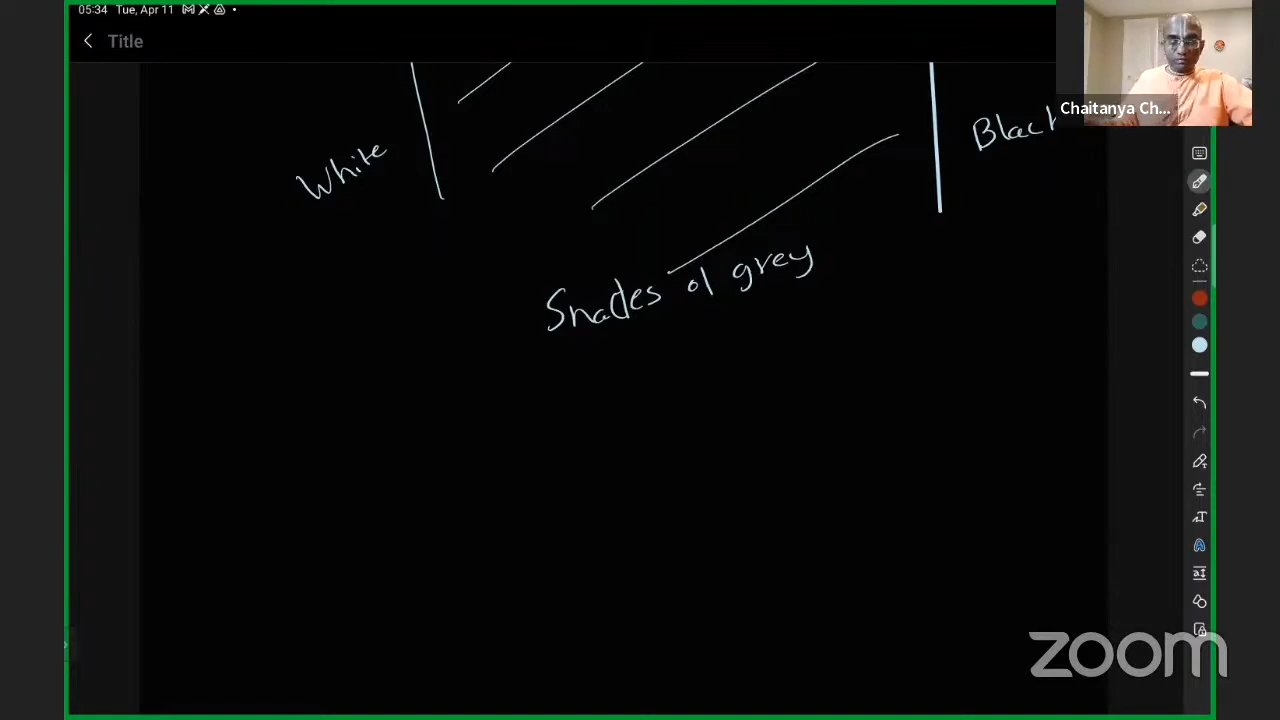 05:34 Tue, Apr 11
Title
Chaitanya Ch...
White
Black
Shades of grey
zoom